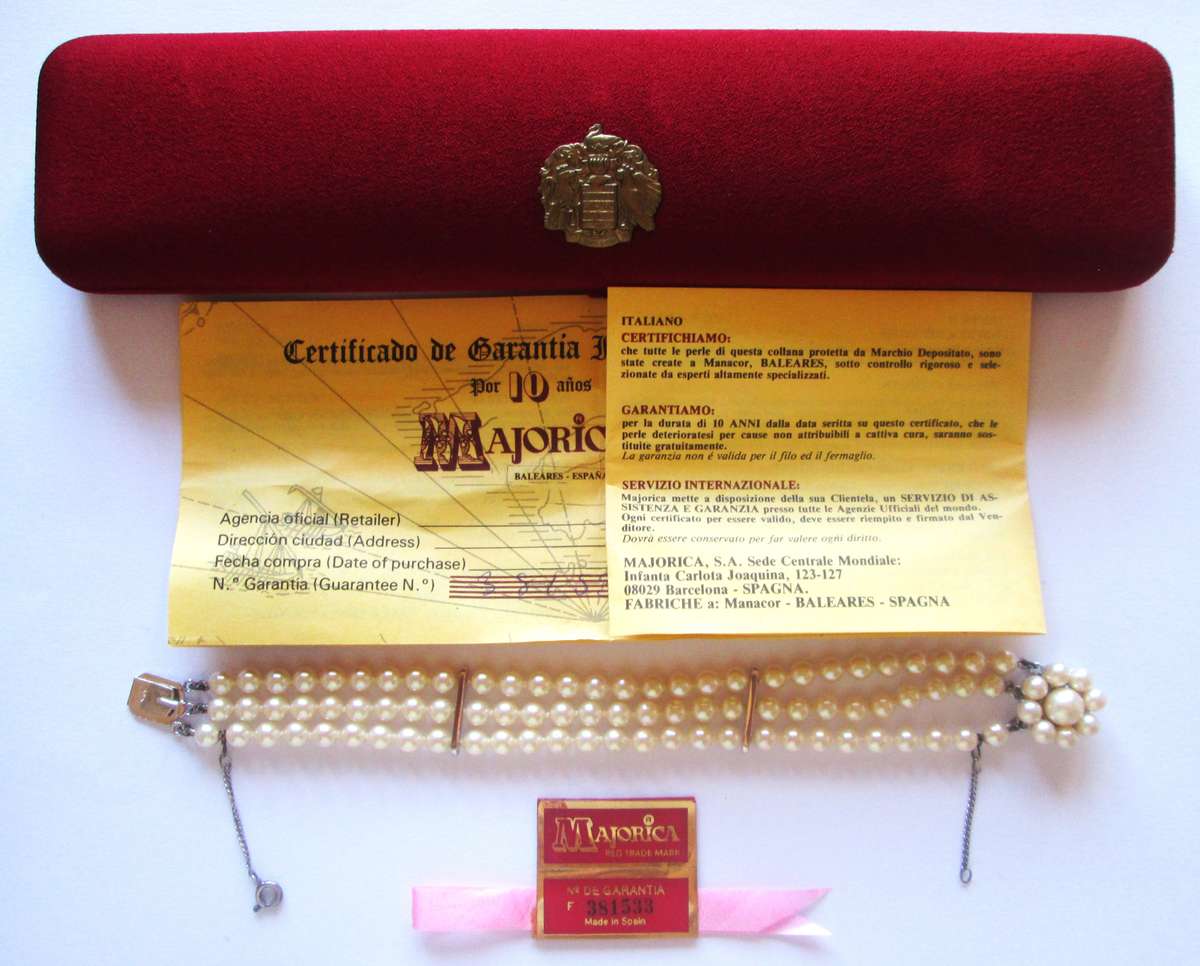 Certificado de Garantía
Por 10 años
MAJORIC
BALEARES - ESPAÑA
Agencia oficial (Retailer)
Dirección ciudad (Address)
Fecha compra (Date of purchase)
N.º Garantía (Guarantee N.º)
ITALIANO
CERTIFICHIAMO:
che tutte le perle di questa collana protetta da Marchio Depositato, sono
state create a Manacor, BALEARES, sotto controllo rigoroso e sele-
zionate da esperti altamente specializzati.
GARANTIAMO:
per la durata di 10 ANNI dalla data seritta su questo certificato, che le
perle deterioratesi per cause non attribuibili a cattiva cura, saranno sos-
tituite gratuitamente.
La garanzia non é valida per il filo ed il fermaglio.
SERVIZIO INTERNAZIONALE:
Majorica mette a disposizione della sua Clientela, un SERVIZIO DI AS-
SISTENZA E GARANZIA presso tutte le Agenzie Ufficiali del mondo.
Ogni certificato per essere valido, deve essere riempito e firmato dal Ven-
ditore.
Dovrà essere conservato per far valere ogni diritto.
MAJORICA, S.A. Sede Centrale Mondiale:
Infanta Carlota Joaquina, 123-127
08029 Barcelona - SPAGNA.
FABRICHE a: Manacor - BALEARES - SPAGNA
MAJORICA
REG TRADE MARK
Nº DE GARANTIA
F 381533
Made in Spain